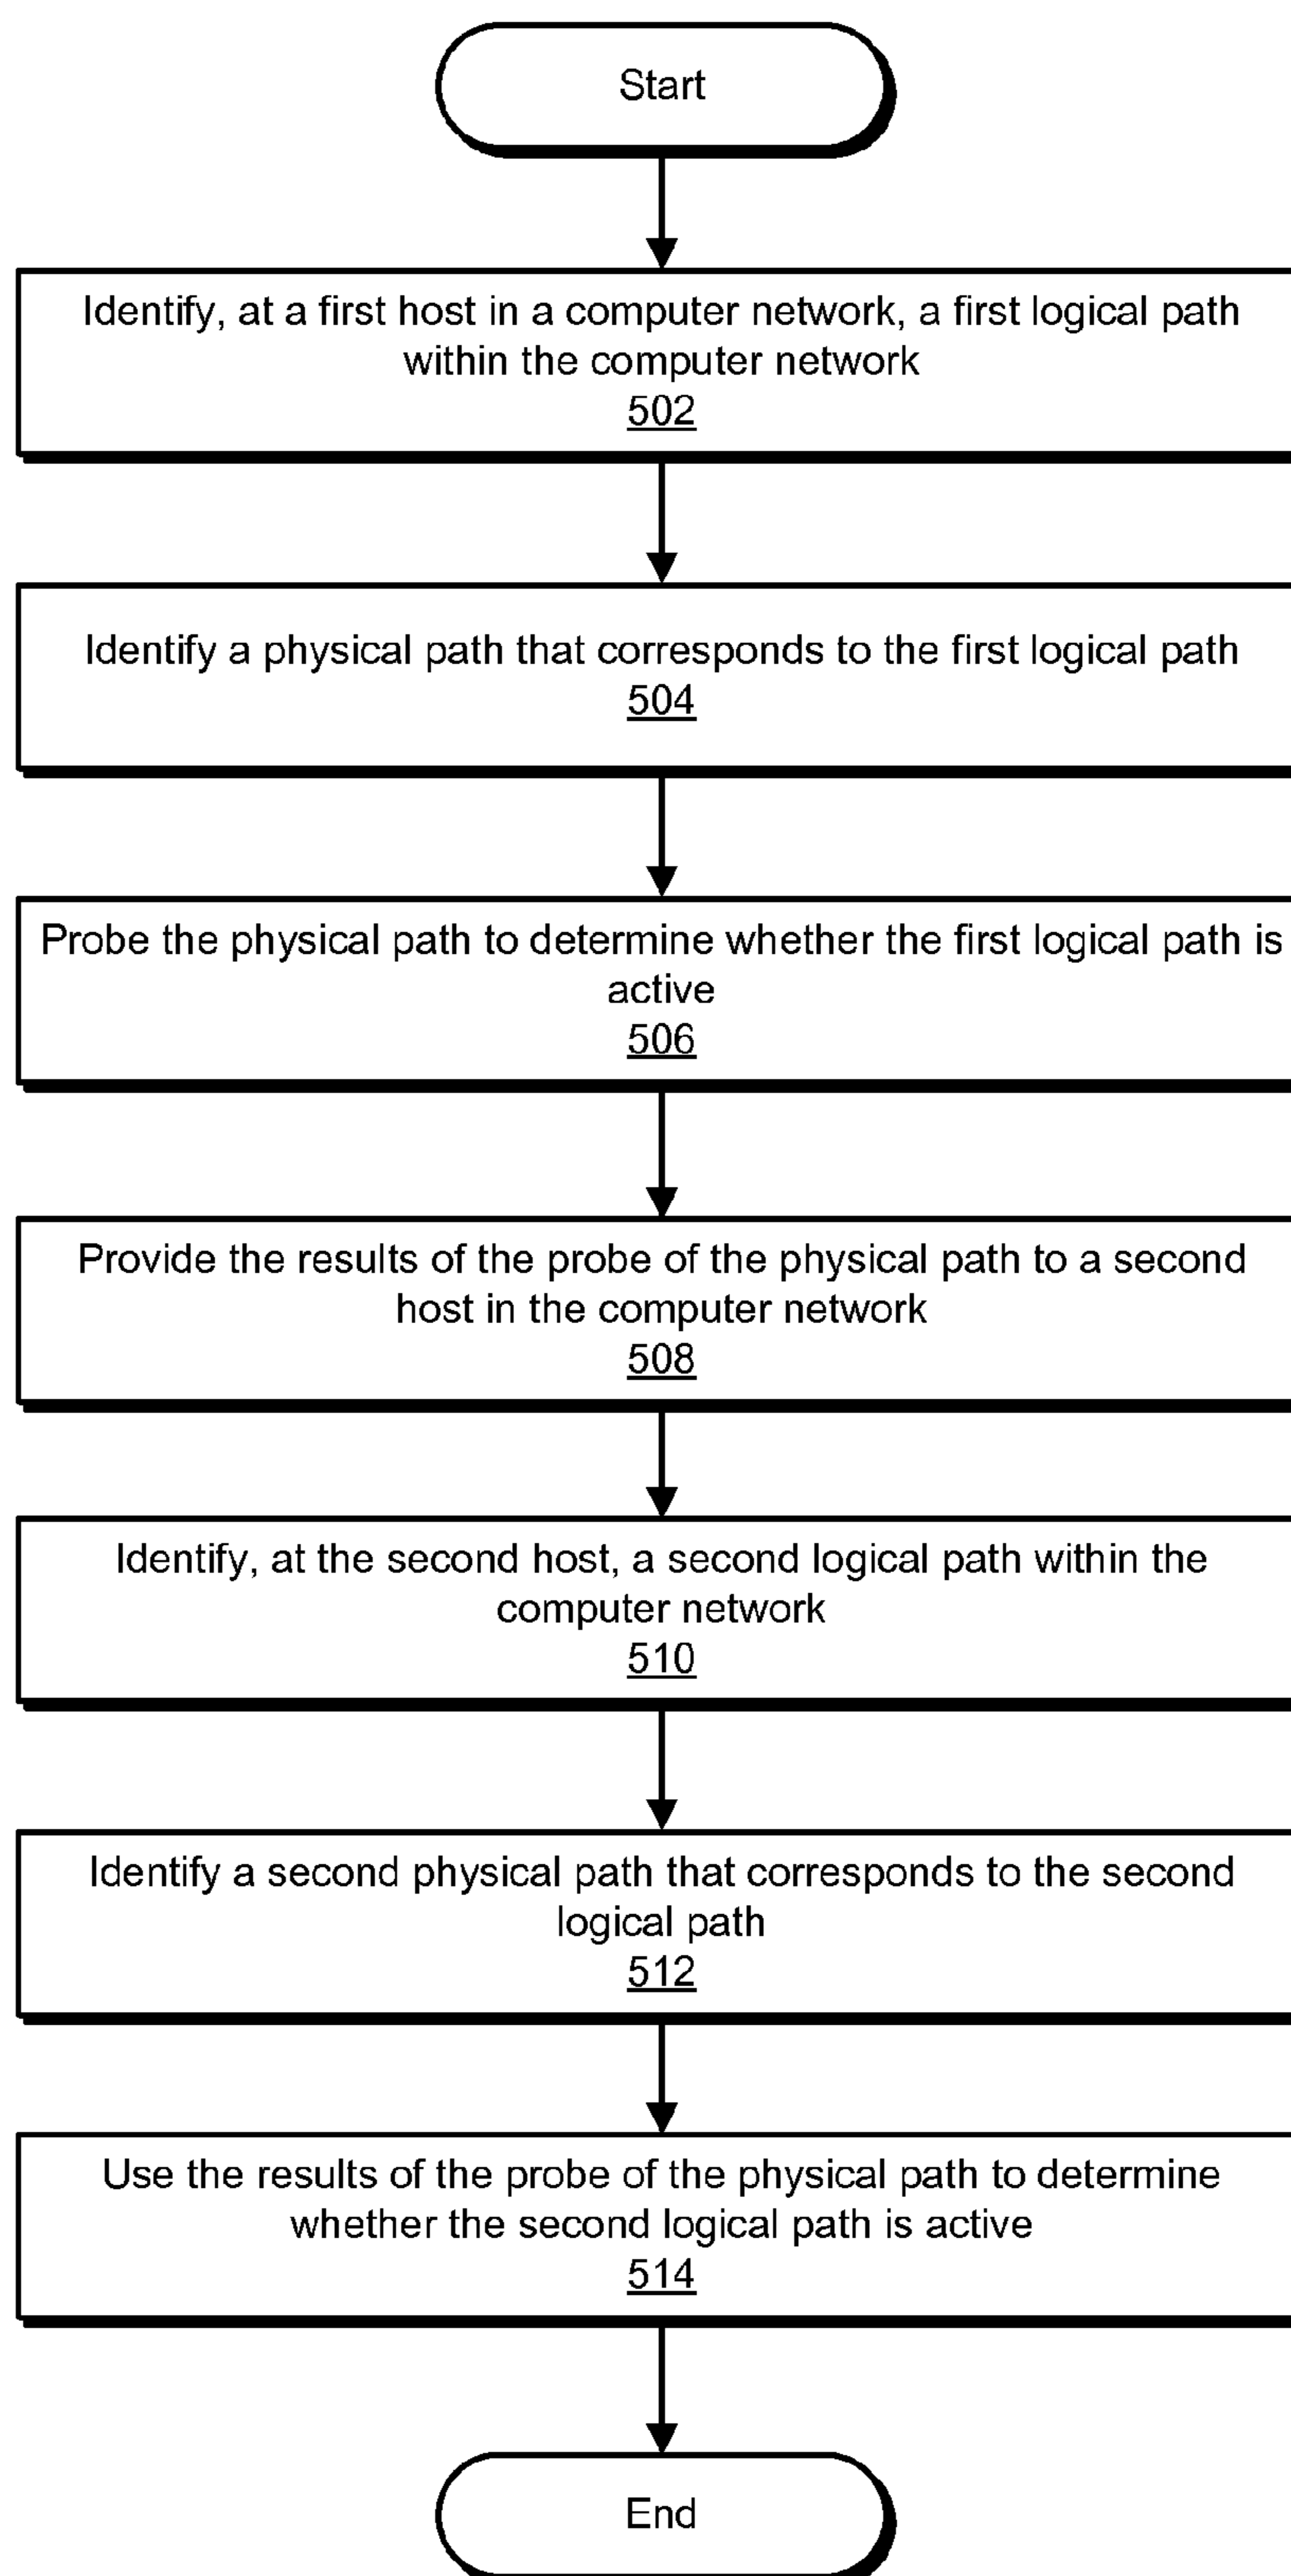 Start
Identify, at a first host in a computer network, a first logical path
within the computer network
502
Identify a physical path that corresponds to the first logical path
504
Probe the physical path to determine whether the first logical path is
active
506
Provide the results of the probe of the physical path to a second
host in the computer network
508
Identify, at the second host, a second logical path within the
computer network
510
Identify a second physical path that corresponds to the second
logical path
512
Use the results of the probe of the physical path to determine
whether the second logical path is active
514
End